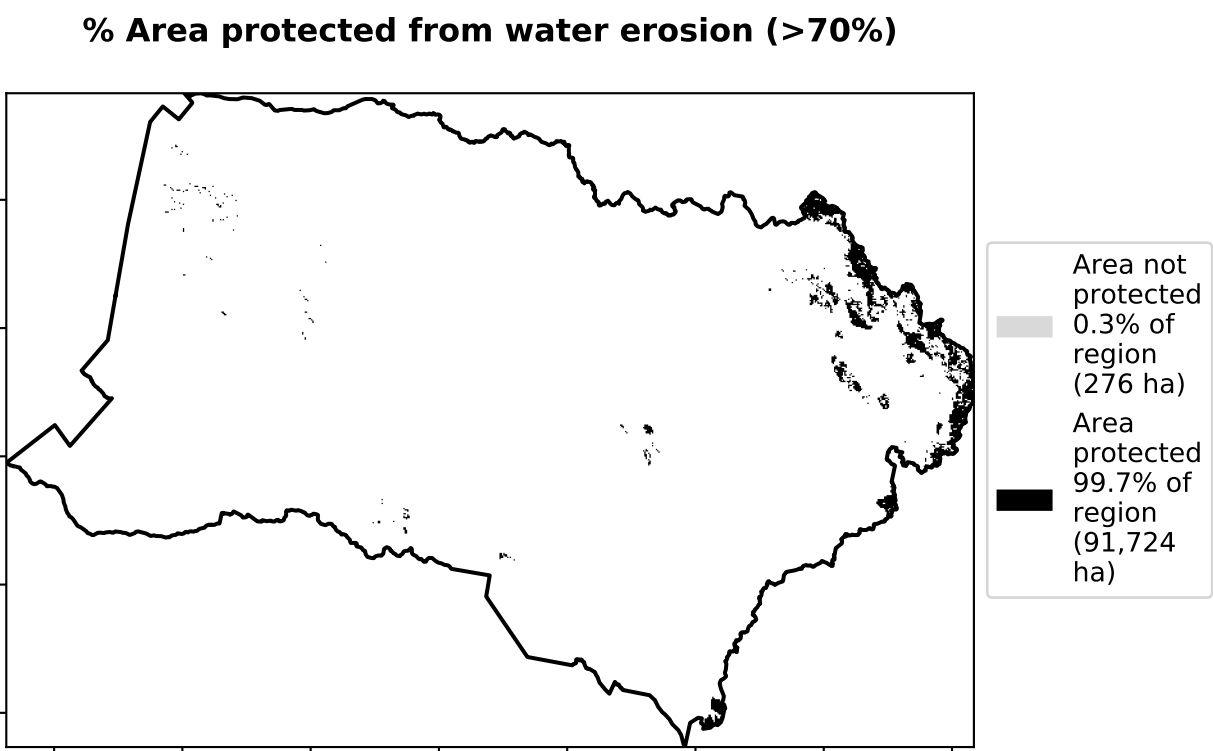 % Area protected from water erosion (>70%)
Area not
protected
0.3% of
region
(276 ha)
Area
protected
99.7% of
region
(91,724
ha)